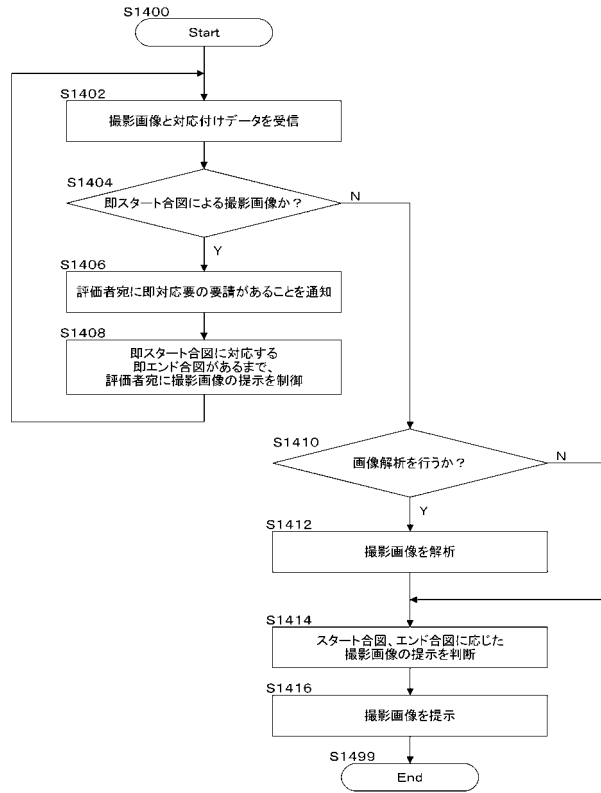 S1400
Start
S1402
撮影画像と対応付けデータを受信
S1404
即スタート合図による撮影画像か？
N
Y
S1406
評価者宛に即対応要の要請があることを通知
S1408
即スタート合図に対応する
即エンド合図があるまで、
評価者宛に撮影画像の提示を制御
S1410
画像解析を行うか？
N
Y
S1412
撮影画像を解析
S1414
スタート合図、エンド合図に応じた
撮影画像の提示を判断
S1416
撮影画像を提示
S1499
End